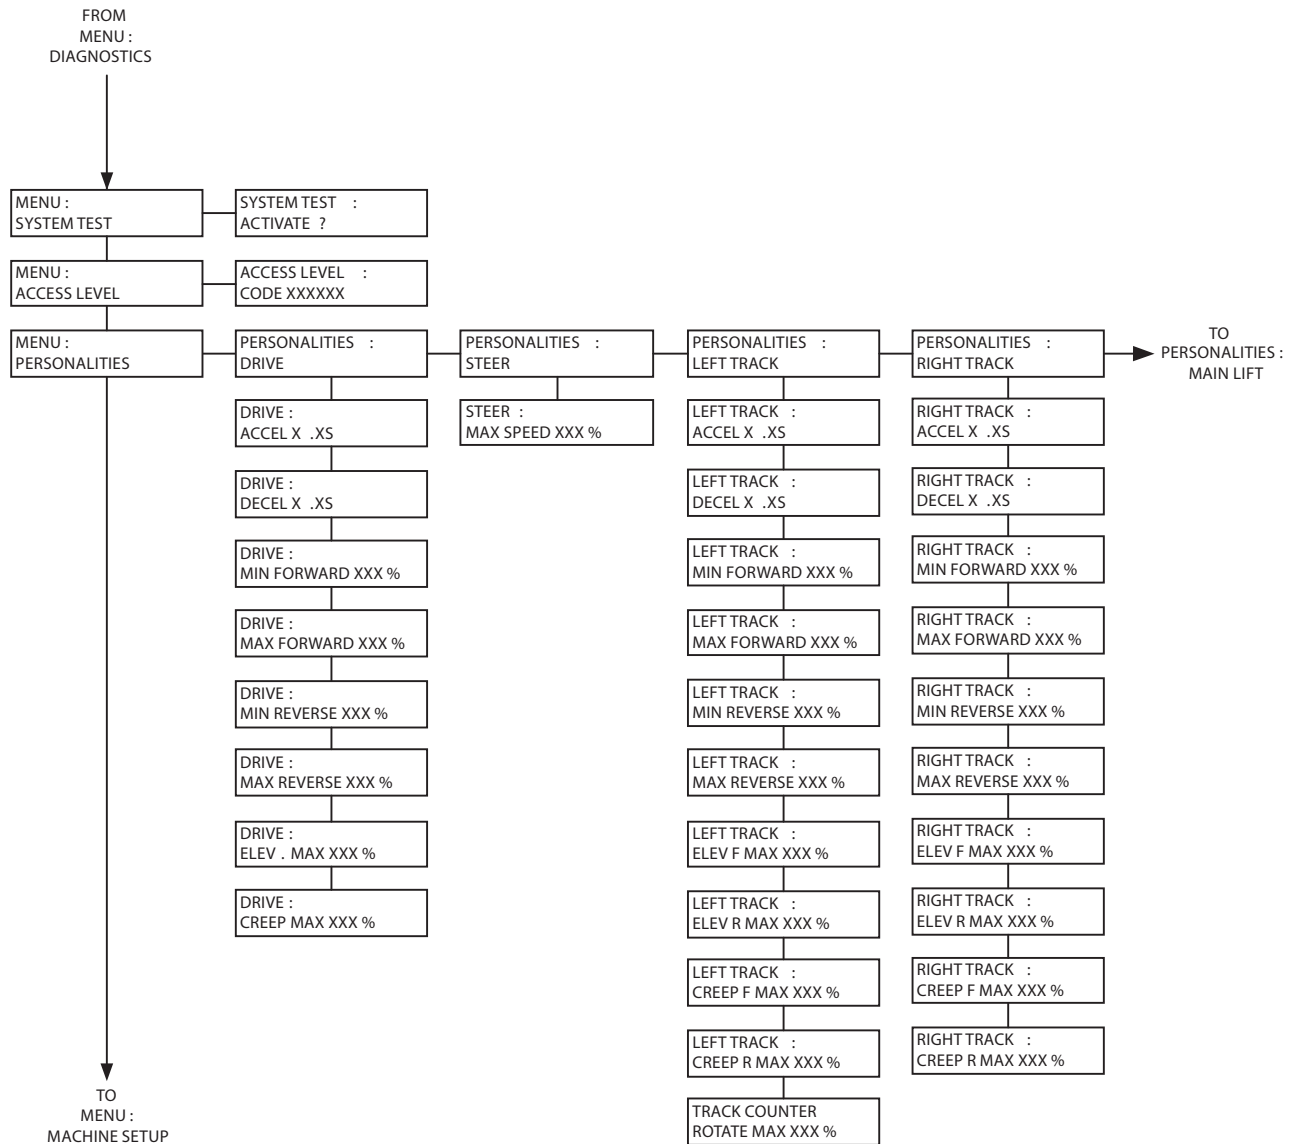 FROM
MENU :
DIAGNOSTICS
MENU :
SYSTEM TEST
SYSTEM TEST :
ACTIVATE ?
MENU :
ACCESS LEVEL
ACCESS LEVEL :
CODE XXXXXX
MENU :
PERSONALITIES
PERSONALITIES :
DRIVE
DRIVE :
ACCEL X .XS
DRIVE :
DECEL X .XS
DRIVE :
MIN FORWARD XXX %
DRIVE :
MAX FORWARD XXX %
DRIVE :
MIN REVERSE XXX %
DRIVE :
MAX REVERSE XXX %
DRIVE :
ELEV . MAX XXX %
DRIVE :
CREEP MAX XXX %
PERSONALITIES :
STEER
STEER :
MAX SPEED XXX %
PERSONALITIES :
LEFT TRACK
LEFT TRACK :
ACCEL X .XS
LEFT TRACK :
DECEL X .XS
LEFT TRACK :
MIN FORWARD XXX %
LEFT TRACK :
MAX FORWARD XXX %
LEFT TRACK :
MIN REVERSE XXX %
LEFT TRACK :
MAX REVERSE XXX %
LEFT TRACK :
ELEV F MAX XXX %
LEFT TRACK :
ELEV R MAX XXX %
LEFT TRACK :
CREEP F MAX XXX %
LEFT TRACK :
CREEP R MAX XXX %
TRACK COUNTER
ROTATE MAX XXX %
PERSONALITIES :
RIGHT TRACK
RIGHT TRACK :
ACCEL X .XS
RIGHT TRACK :
DECEL X .XS
RIGHT TRACK :
MIN FORWARD XXX %
RIGHT TRACK :
MAX FORWARD XXX %
RIGHT TRACK :
MIN REVERSE XXX %
RIGHT TRACK :
MAX REVERSE XXX %
RIGHT TRACK :
ELEV F MAX XXX %
RIGHT TRACK :
ELEV R MAX XXX %
RIGHT TRACK :
CREEP F MAX XXX %
RIGHT TRACK :
CREEP R MAX XXX %
TO
PERSONALITIES :
MAIN LIFT
TO
MENU :
MACHINE SETUP